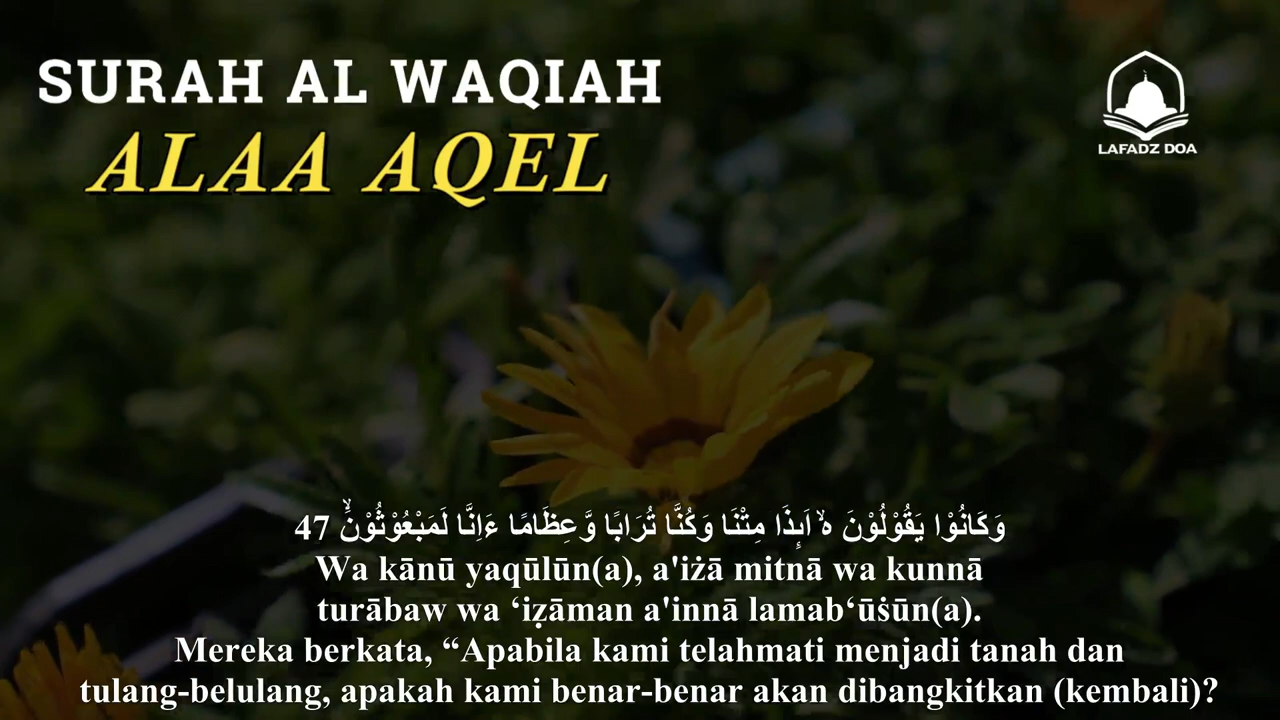 SURAH AL WAQIAH
ALAA AQEL
LAFADZ DOA
وَكَانُوْا يَقُوْلُوْنَ ەۙ اَىِٕذَا مِتْنَا وَكُنَّا تُرَابًا وَّعِظَامًا ءَاِنَّا لَمَبْعُوْثُوْنَۙ 47
Wa kānū yaqūlūn(a), a'iżā mitnā wa kunnā
turābaw wa ‘iẓāman a'innā lamab‘ūṡūn(a).
Mereka berkata, “Apabila kami telahmati menjadi tanah dan
tulang-belulang, apakah kami benar-benar akan dibangkitkan (kembali)?